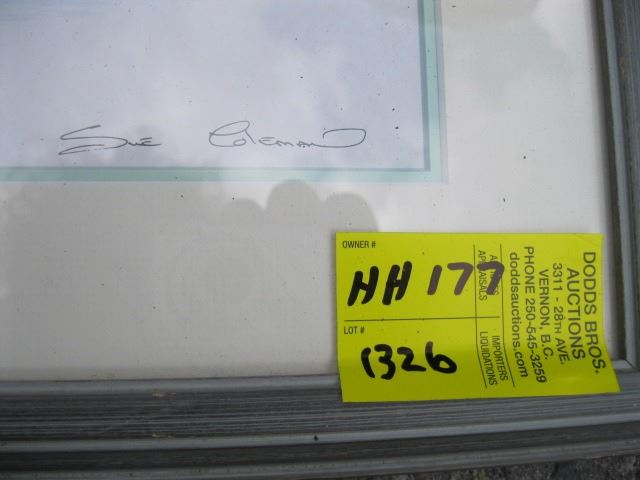 Sue Coleman
OWNER #
HH 177
LOT #
1326
DODDS BROS.
AUCTIONS
3311 - 28TH AVE.
VERNON, B.C.
PHONE 250-545-3259
doddsauctions.com
APPRAISALS
IMPORTERS
LIQUIDATIONS